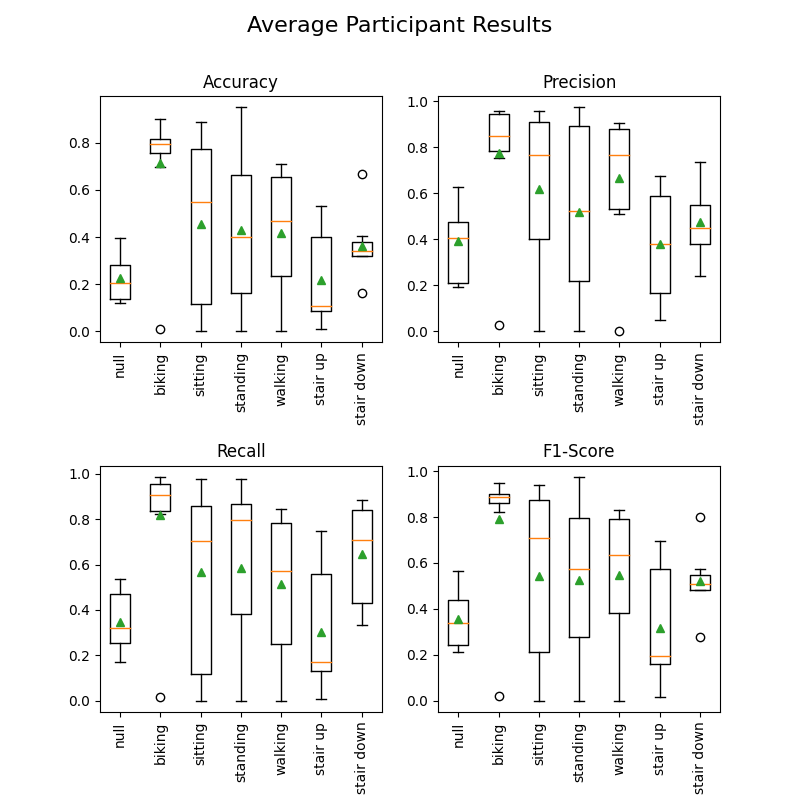 Average Participant Results
Accuracy
0.8
0.6
0.4
0.2
0.0
null
biking
sitting
standing
walking
stair up
stair down
Precision
1.0
0.8
0.6
0.4
0.2
0.0
null
biking
sitting
standing
walking
stair up
stair down
Recall
1.0
0.8
0.6
0.4
0.2
0.0
null
biking
sitting
standing
walking
stair up
stair down
F1-Score
1.0
0.8
0.6
0.4
0.2
0.0
null
biking
sitting
standing
walking
stair up
stair down